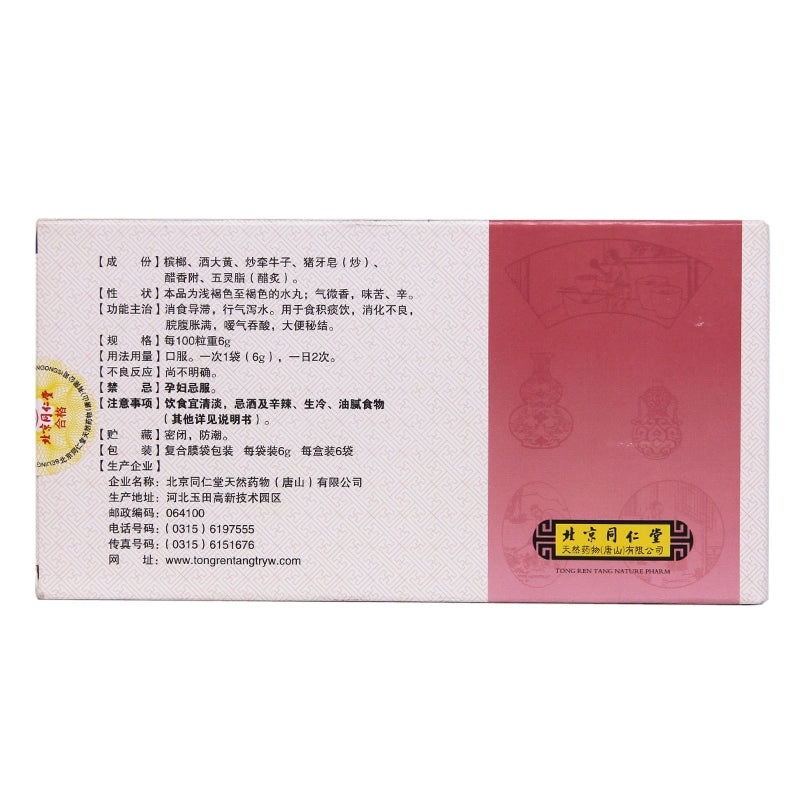 【成　份】槟榔、酒大黄、炒牵牛子、猪牙皂（炒）、
醋香附、五灵脂（醋炙）。
【性　状】本品为浅褐色至褐色的水丸；气微香，味苦、辛。
【功能主治】消食导滞，行气泻水。用于食积痰饮，消化不良，
脘腹胀满，嗳气吞酸，大便秘结。
【规　格】每100粒重6g
【用法用量】口服。一次1袋（6g），一日2次。
【不良反应】尚不明确。
【禁　忌】孕妇忌服。
【注意事项】饮食宜清淡，忌酒及辛辣、生冷、油腻食物
（其他详见说明书）。
【贮　藏】密闭，防潮。
【包　装】复合膜袋包装　每袋装6g　每盒装6袋
【生产企业】
企业名称：北京同仁堂天然药物（唐山）有限公司
生产地址：河北玉田高新技术园区
邮政编码：064100
电话号码：（0315）6197555
传真号码：（0315）6151676
网　址：www.tongrentangtryw.com
北京同仁堂
合格
北京同仁堂
天然药物(唐山)有限公司
TONG REN TANG NATURE PHARM